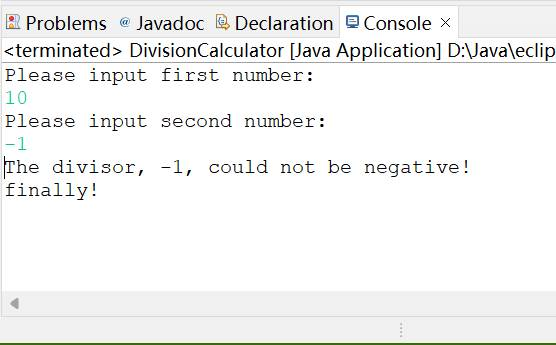 Problems Javadoc Declaration Console
<terminated> DivisionCalculator [Java Application] D:\Java\eclip
Please input first number:
10
Please input second number:
-1
The divisor, -1, could not be negative!
finally!